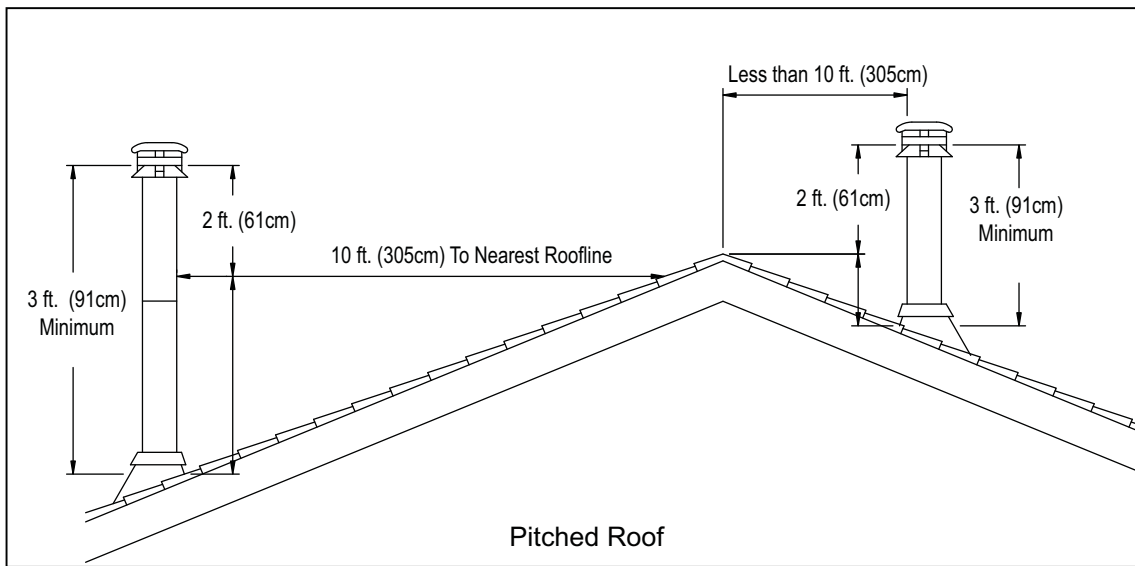 Less than 10 ft. (305cm)
2 ft. (61cm)
10 ft. (305cm) To Nearest Roofline
3 ft. (91cm)
Minimum
2 ft. (61cm)
3 ft. (91cm)
Minimum
Pitched Roof